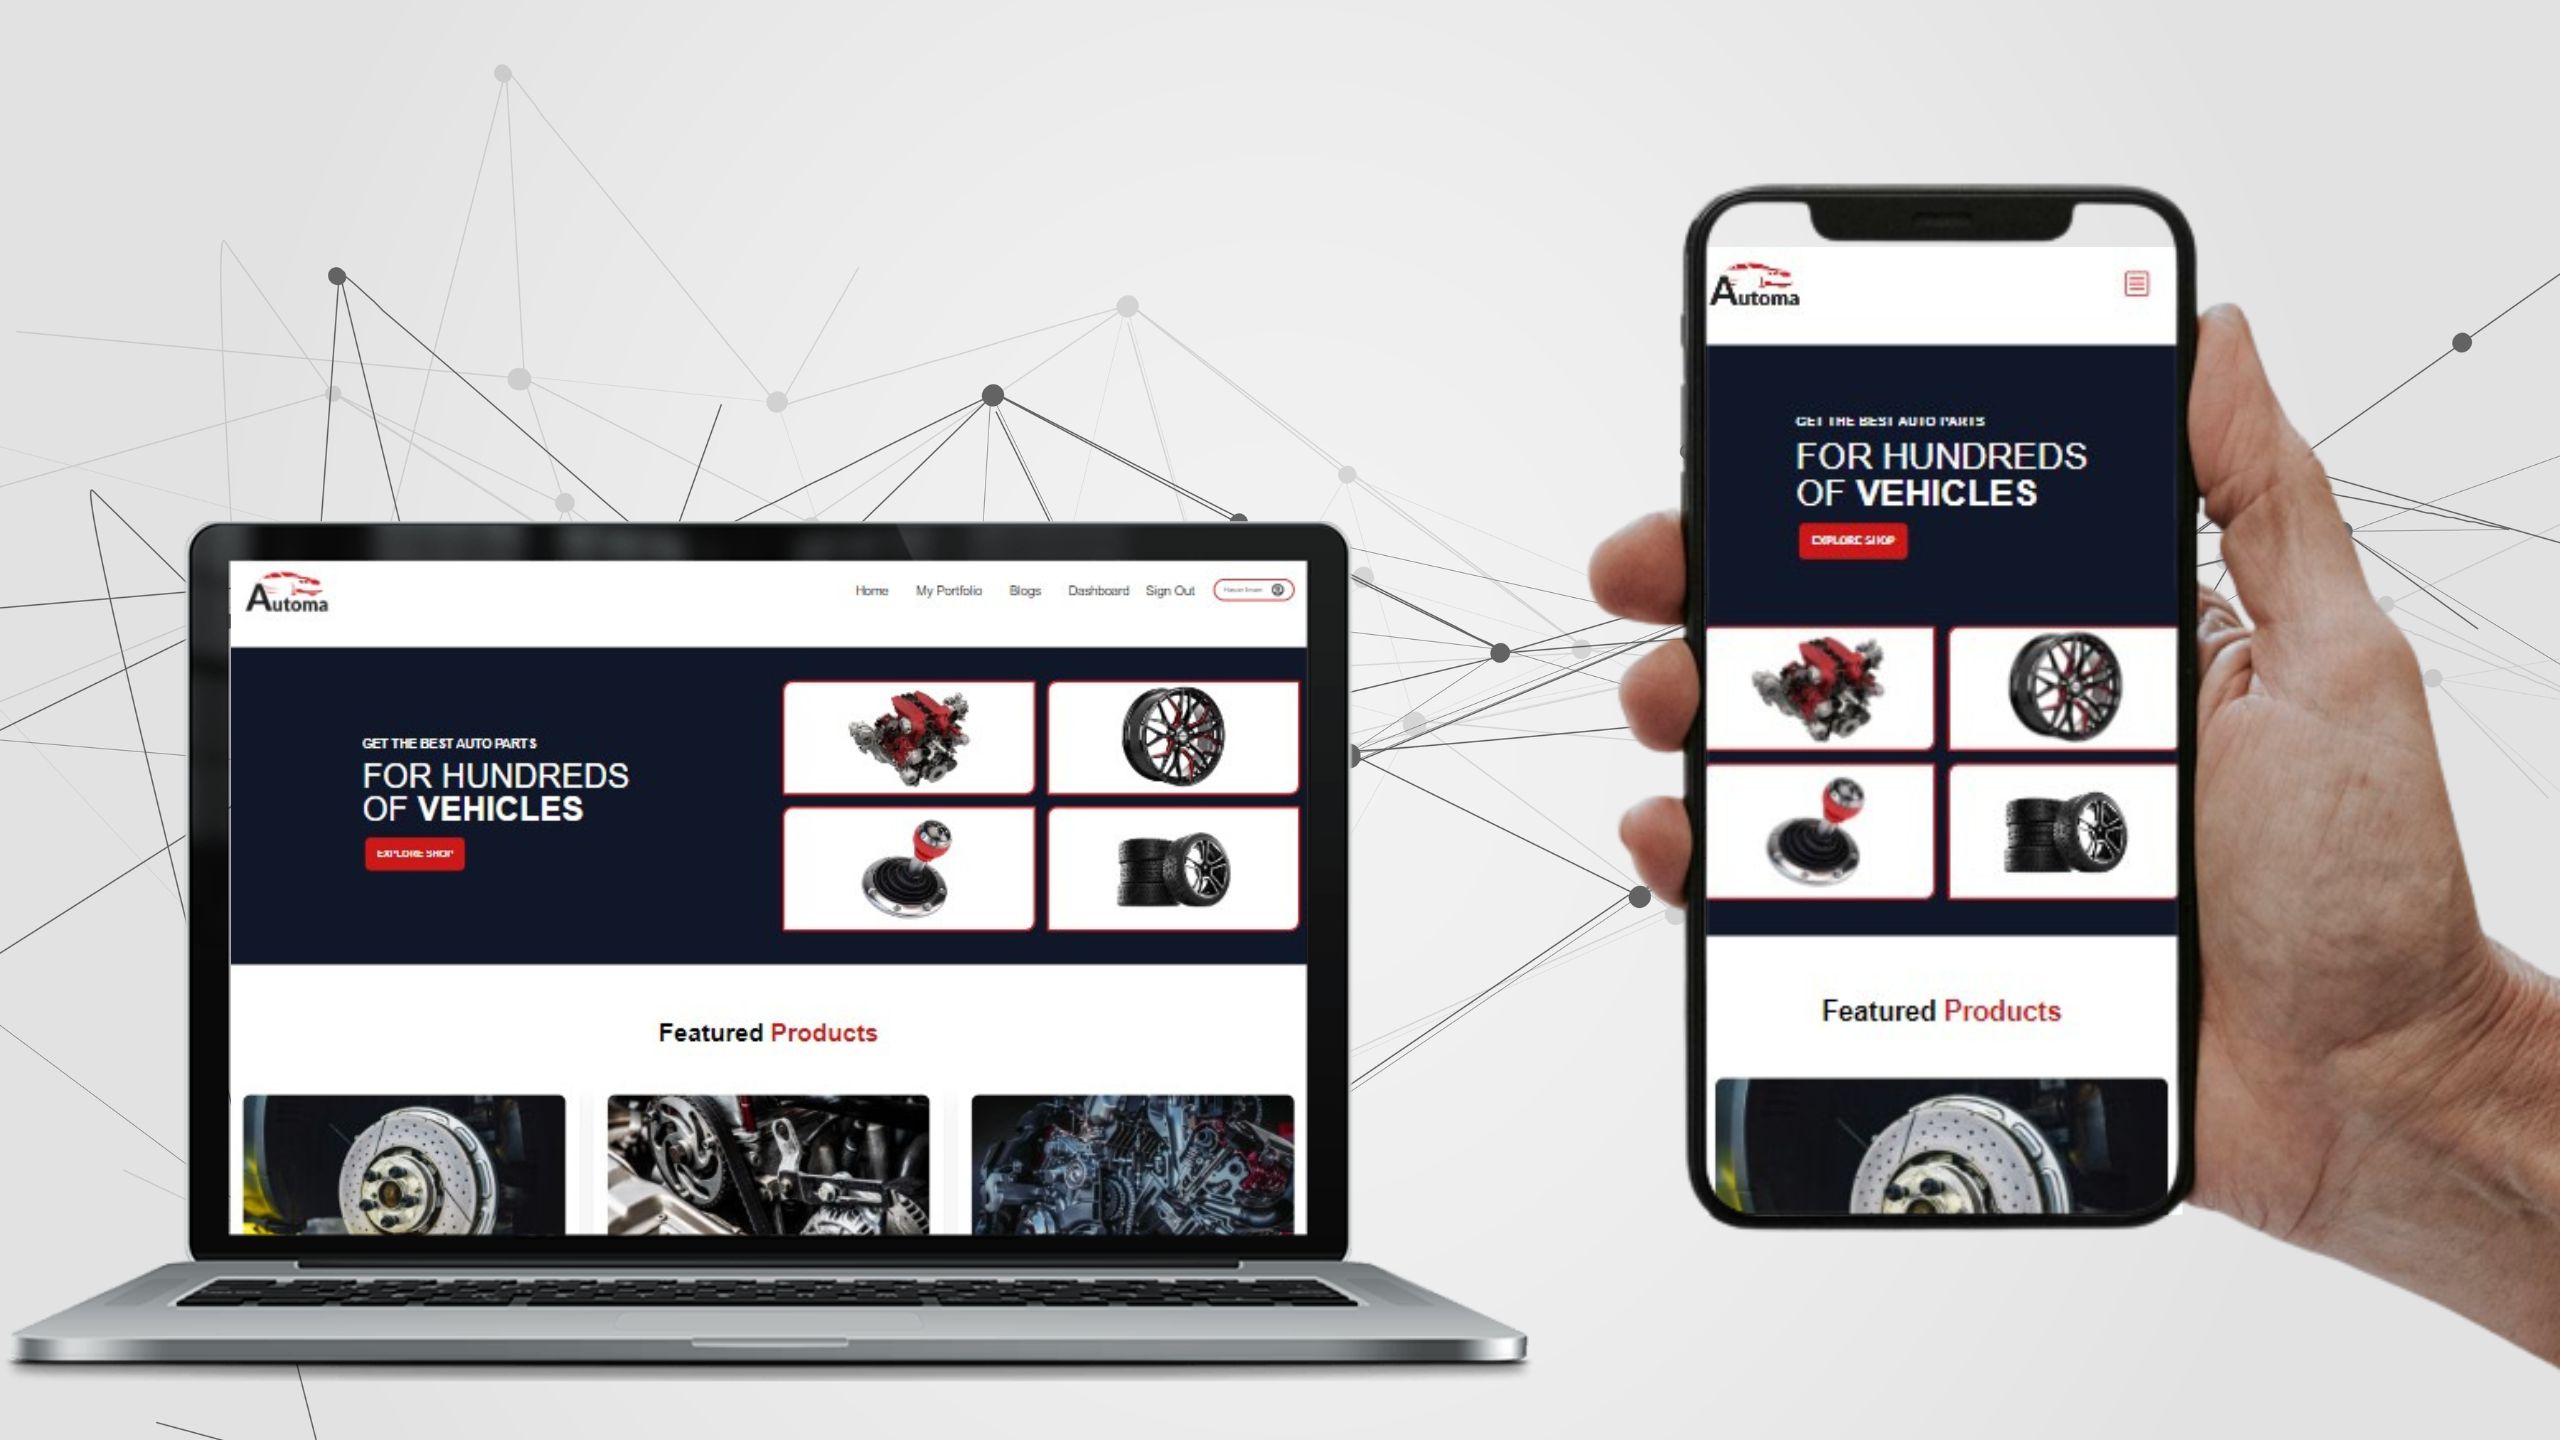 Automa
Home My Portfolio Blogs Dashboard Sign Out
GET THE BEST AUTO PARTS
FOR HUNDREDS
OF VEHICLES
EXPLORE SHOP
Featured Products
Automa
GET THE BEST AUTO PARTS
FOR HUNDREDS
OF VEHICLES
EXPLORE SHOP
Featured Products